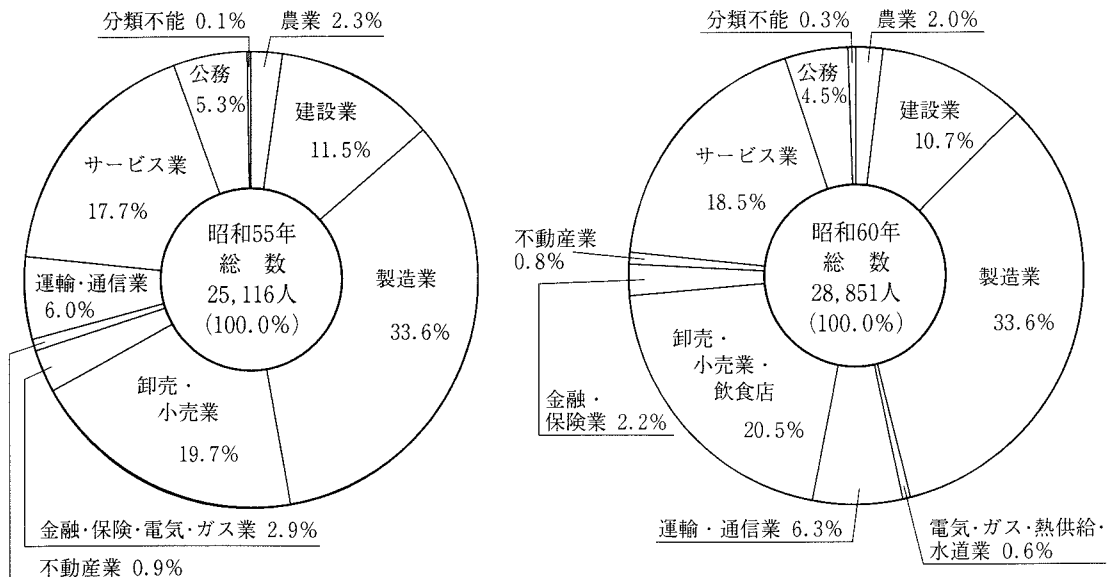 分類不能 0.1%
農業 2.3%
公務
5.3%
建設業
11.5%
サービス業
17.7%
昭和55年
総 数
25,116人
(100.0%)
製造業
33.6%
運輸・通信業
6.0%
卸売・
小売業
19.7%
金融・保険・電気・ガス業 2.9%
不動産業 0.9%
分類不能 0.3%
農業 2.0%
公務
4.5%
建設業
10.7%
サービス業
18.5%
不動産業
0.8%
昭和60年
総 数
28,851人
(100.0%)
製造業
33.6%
卸売・
小売業・
飲食店
20.5%
金融・
保険業 2.2%
運輸・通信業 6.3%
電気・ガス・熱供給・
水道業 0.6%